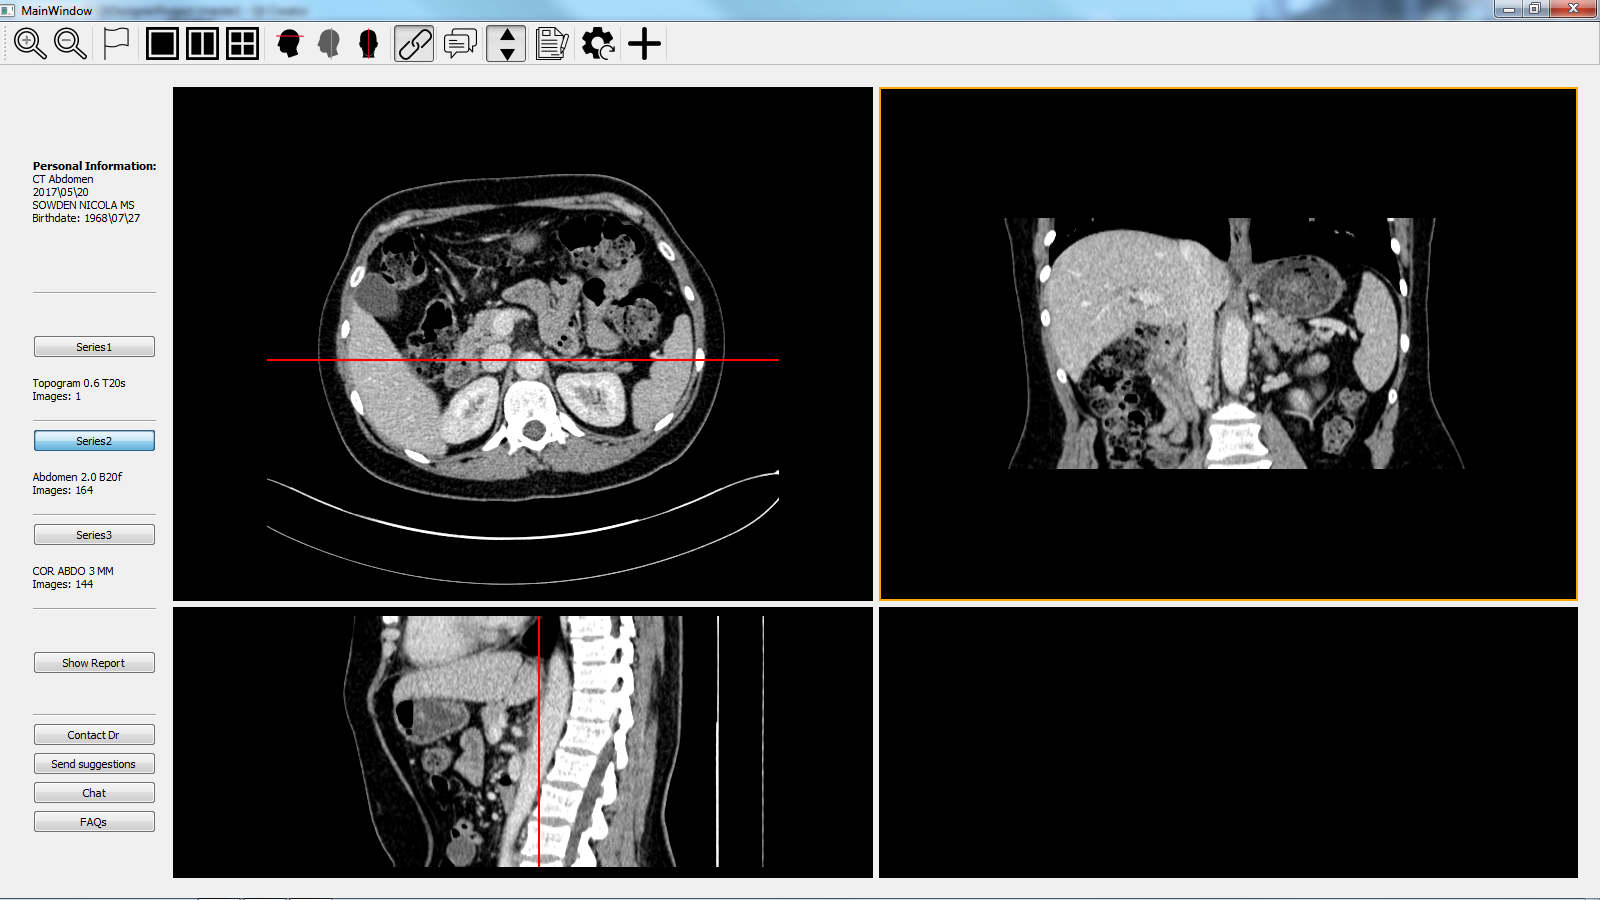 MainWindow
Personal Information:
CT Abdomen
2017\05\20
SOWDEN NICOLA MS
Birthdate: 1968\07\27
Series1
Topogram 0.6 T20s
Images: 1
Series2
Abdomen 2.0 B20f
Images: 164
Series3
COR ABDO 3 MM
Images: 144
Show Report
Contact Dr
Send suggestions
Chat
FAQs